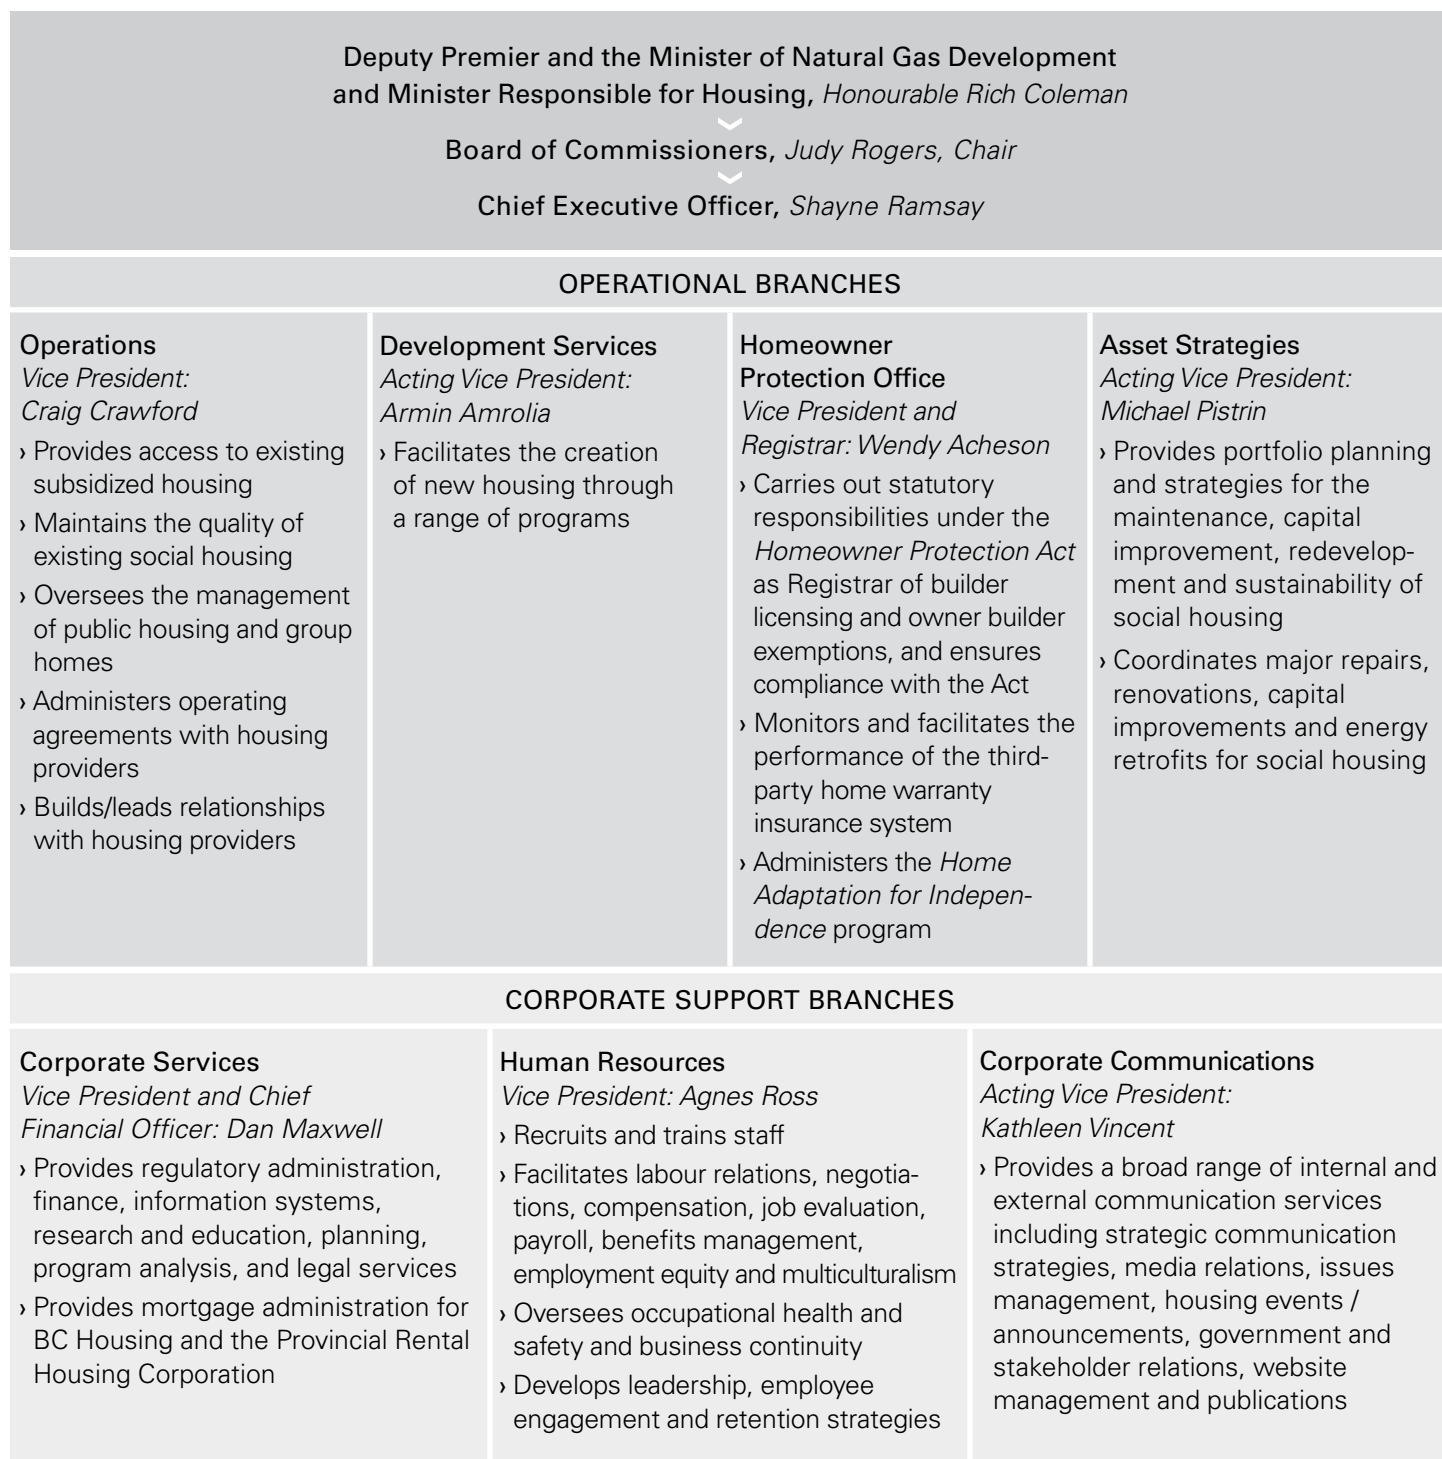 Deputy Premier and the Minister of Natural Gas Development
and Minister Responsible for Housing, Honourable Rich Coleman
Board of Commissioners, Judy Rogers, Chair
Chief Executive Officer, Shayne Ramsay
OPERATIONAL BRANCHES
Operations
Vice President:
Craig Crawford
› Provides access to existing
subsidized housing
› Maintains the quality of
existing social housing
› Oversees the management
of public housing and group
homes
› Administers operating
agreements with housing
providers
› Builds/leads relationships
with housing providers
Development Services
Acting Vice President:
Armin Amrolia
› Facilitates the creation
of new housing through
a range of programs
Homeowner
Protection Office
Vice President and
Registrar: Wendy Acheson
› Carries out statutory
responsibilities under the
Homeowner Protection Act
as Registrar of builder
licensing and owner builder
exemptions, and ensures
compliance with the Act
› Monitors and facilitates the
performance of the third-
party home warranty
insurance system
› Administers the Home
Adaptation for Indepen-
dence program
Asset Strategies
Acting Vice President:
Michael Pistrin
› Provides portfolio planning
and strategies for the
maintenance, capital
improvement, redevelop-
ment and sustainability of
social housing
› Coordinates major repairs,
renovations, capital
improvements and energy
retrofits for social housing
CORPORATE SUPPORT BRANCHES
Corporate Services
Vice President and Chief
Financial Officer: Dan Maxwell
› Provides regulatory administration,
finance, information systems,
research and education, planning,
program analysis, and legal services
› Provides mortgage administration for
BC Housing and the Provincial Rental
Housing Corporation
Human Resources
Vice President: Agnes Ross
› Recruits and trains staff
› Facilitates labour relations, negotia-
tions, compensation, job evaluation,
payroll, benefits management,
employment equity and multiculturalism
› Oversees occupational health and
safety and business continuity
› Develops leadership, employee
engagement and retention strategies
Corporate Communications
Acting Vice President:
Kathleen Vincent
› Provides a broad range of internal and
external communication services
including strategic communication
strategies, media relations, issues
management, housing events /
announcements, government and
stakeholder relations, website
management and publications